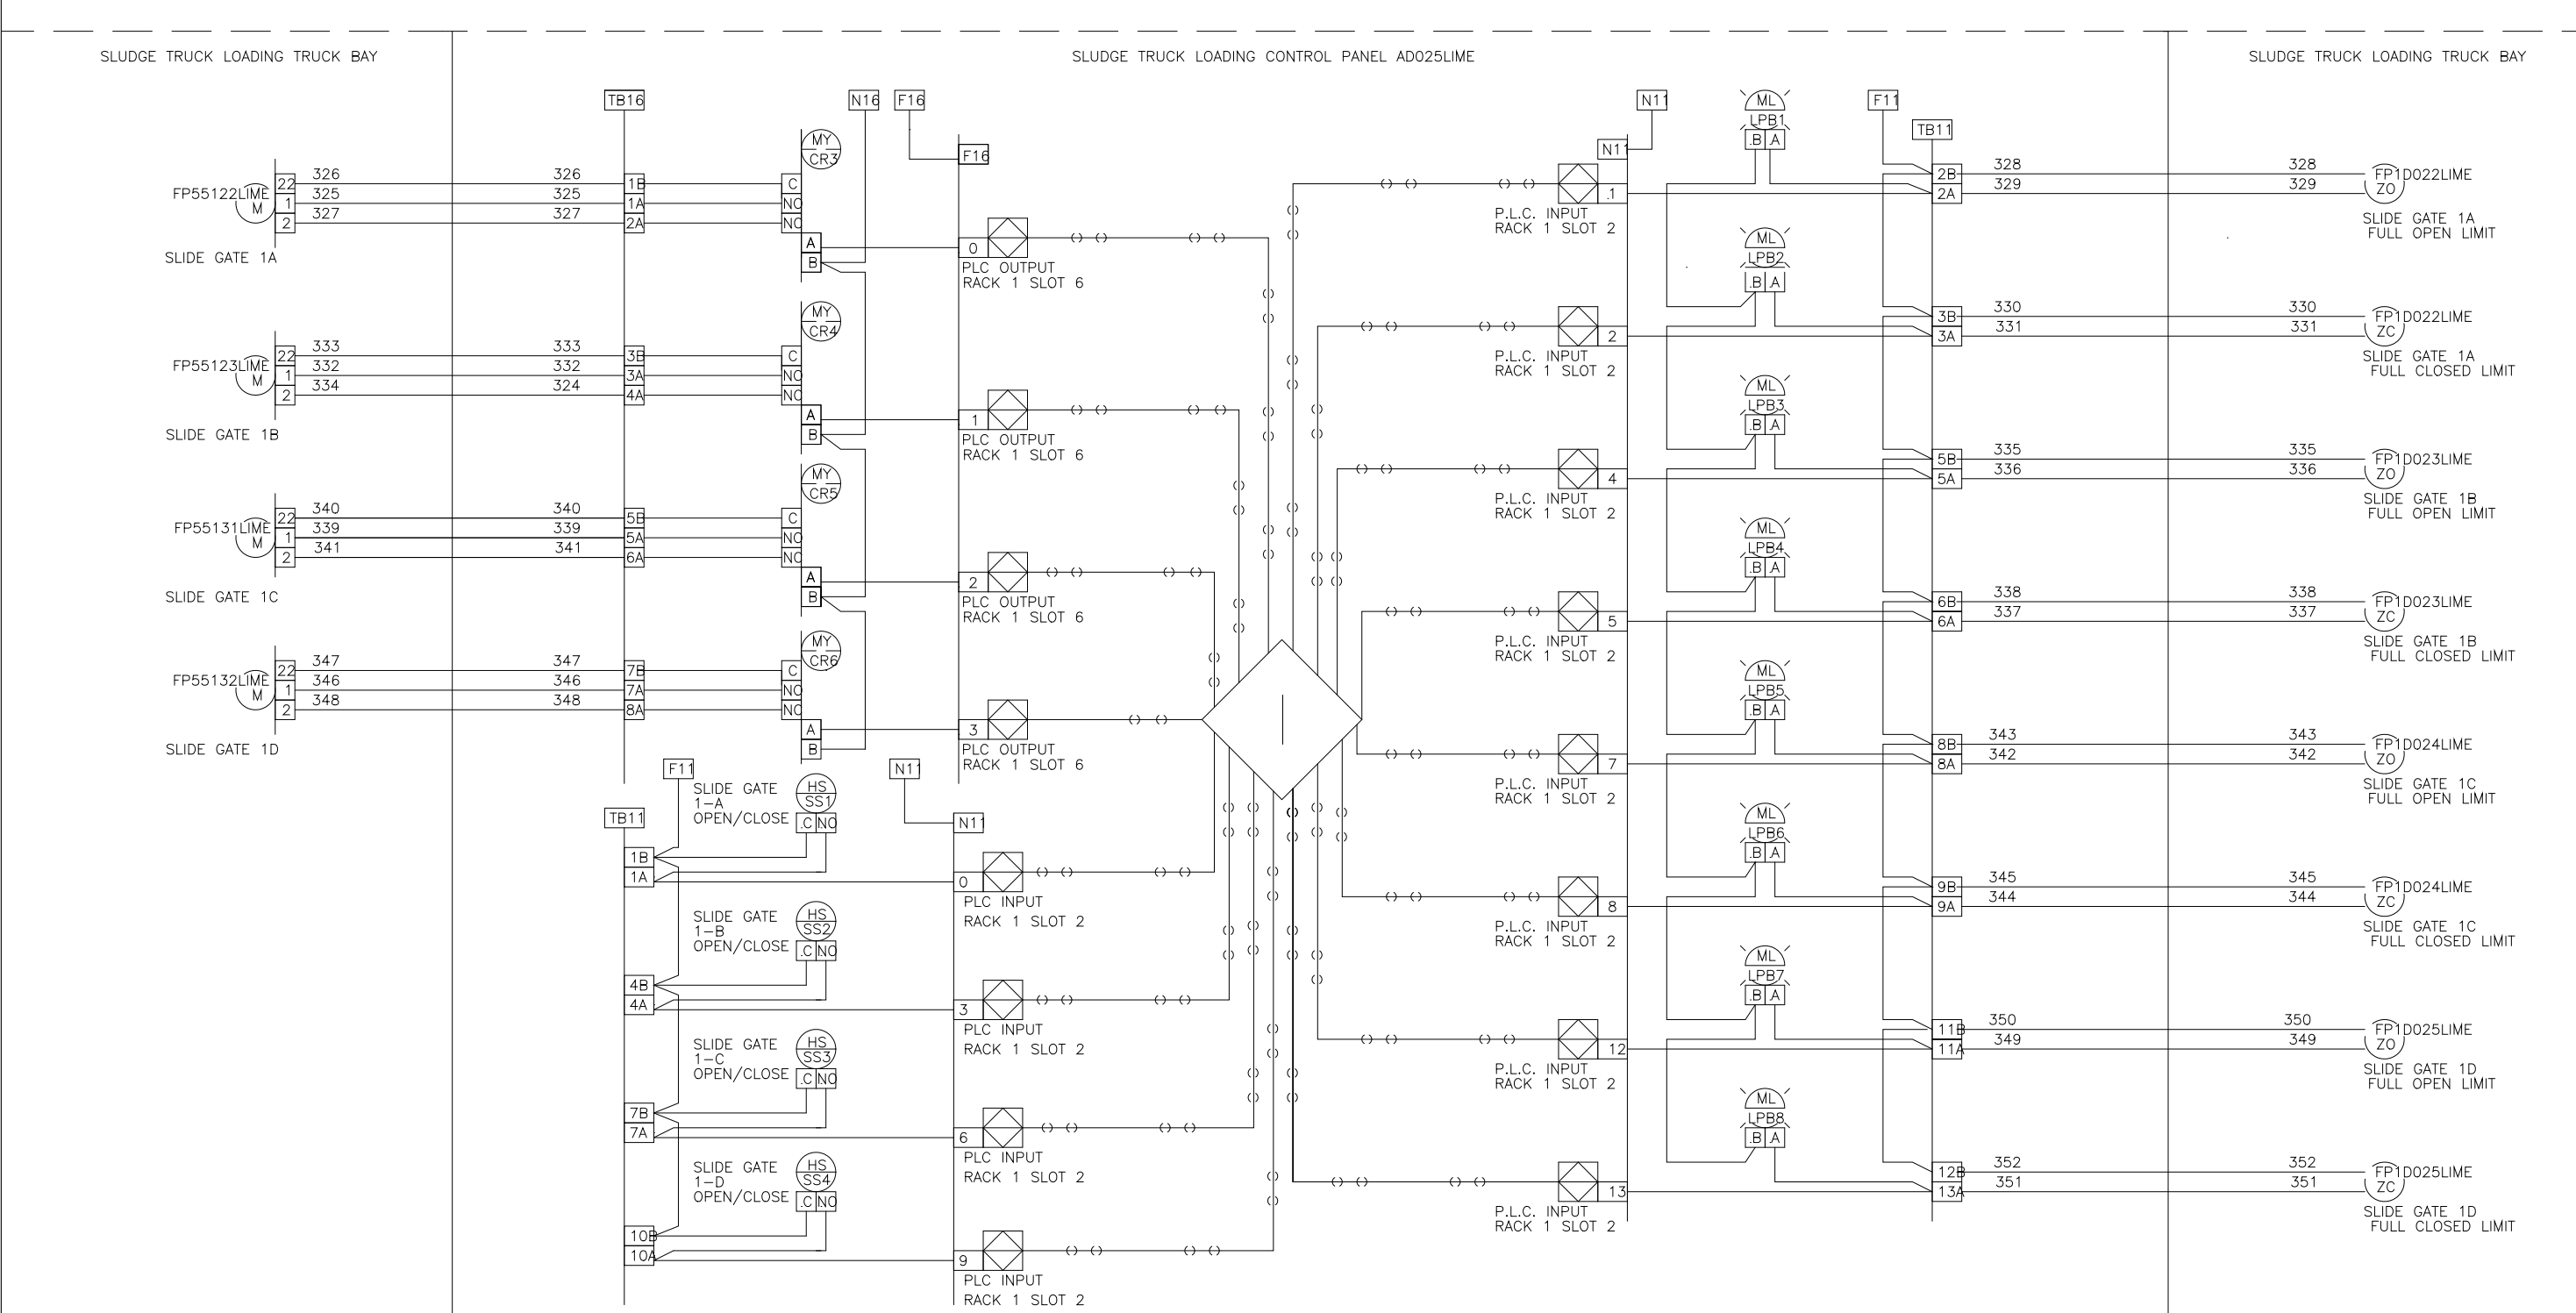 SLUDGE TRUCK LOADING TRUCK BAY
SLUDGE TRUCK LOADING CONTROL PANEL AD025LIME
SLUDGE TRUCK LOADING TRUCK BAY
TB16
N16
F16
F16
MY
CR3
FP55122LIME
M
22
1
2
326
325
327
326
325
327
1B
1A
2A
C
NO
NC
A
B
SLIDE GATE 1A
0
PLC OUTPUT
RACK 1 SLOT 6
MY
CR4
FP55123LIME
M
22
1
2
333
332
334
333
332
324
3B
3A
4A
C
NO
NC
A
B
SLIDE GATE 1B
1
PLC OUTPUT
RACK 1 SLOT 6
MY
CR5
FP55131LIME
M
22
1
2
340
339
341
340
339
341
5B
5A
6A
C
NO
NC
A
B
SLIDE GATE 1C
2
PLC OUTPUT
RACK 1 SLOT 6
MY
CR6
FP55132LIME
M
22
1
2
347
346
348
347
346
348
7B
7A
8A
C
NO
NC
A
B
SLIDE GATE 1D
3
PLC OUTPUT
RACK 1 SLOT 6
F11
N11
TB11
N11
SLIDE GATE
1-A
OPEN/CLOSE
HS
SS1
.C NO
1B
1A
0
PLC INPUT
RACK 1 SLOT 2
SLIDE GATE
1-B
OPEN/CLOSE
HS
SS2
.C NO
4B
4A
3
PLC INPUT
RACK 1 SLOT 2
SLIDE GATE
1-C
OPEN/CLOSE
HS
SS3
.C NO
7B
7A
6
PLC INPUT
RACK 1 SLOT 2
SLIDE GATE
1-D
OPEN/CLOSE
HS
SS4
.C NO
10B
10A
9
PLC INPUT
RACK 1 SLOT 2
N11
N11
F11
TB11
ML
LPB1
.B A
.1
P.L.C. INPUT
RACK 1 SLOT 2
2B
2A
328
329
328
329
FP1D022LIME
ZO
SLIDE GATE 1A
FULL OPEN LIMIT
ML
LPB2
.B A
2
P.L.C. INPUT
RACK 1 SLOT 2
3B
3A
330
331
330
331
FP1D022LIME
ZC
SLIDE GATE 1A
FULL CLOSED LIMIT
ML
LPB3
.B A
4
P.L.C. INPUT
RACK 1 SLOT 2
5B
5A
335
336
335
336
FP1D023LIME
ZO
SLIDE GATE 1B
FULL OPEN LIMIT
ML
LPB4
.B A
5
P.L.C. INPUT
RACK 1 SLOT 2
6B
6A
338
337
338
337
FP1D023LIME
ZC
SLIDE GATE 1B
FULL CLOSED LIMIT
ML
LPB5
.B A
7
P.L.C. INPUT
RACK 1 SLOT 2
8B
8A
343
342
343
342
FP1D024LIME
ZO
SLIDE GATE 1C
FULL OPEN LIMIT
ML
LPB6
.B A
8
P.L.C. INPUT
RACK 1 SLOT 2
9B
9A
345
344
345
344
FP1D024LIME
ZC
SLIDE GATE 1C
FULL CLOSED LIMIT
ML
LPB7
.B A
12
P.L.C. INPUT
RACK 1 SLOT 2
11B
11A
350
349
350
349
FP1D025LIME
ZO
SLIDE GATE 1D
FULL OPEN LIMIT
ML
LPB8
.B A
13
P.L.C. INPUT
RACK 1 SLOT 2
12B
13A
352
351
352
351
FP1D025LIME
ZC
SLIDE GATE 1D
FULL CLOSED LIMIT